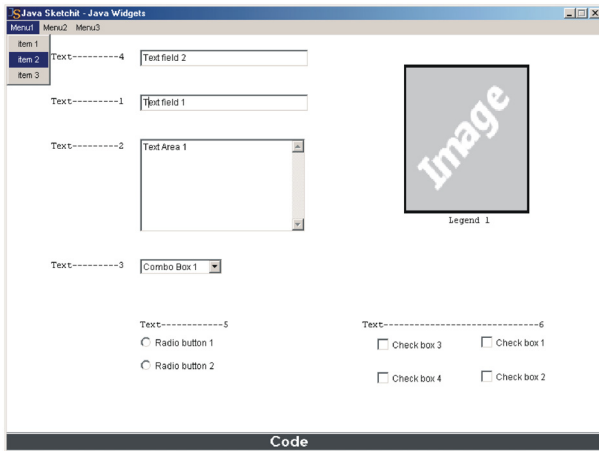 Java Sketchit - Java Widgets
Menu1 Menu2 Menu3
item 1
item 2
item 3
Text---------4 Text field 2
Text---------1 Text field 1
Text---------2 Text Area 1
Image
Legend 1
Text---------3 Combo Box 1
Text------------5 Text------------------------------6
Radio button 1 Check box 3 Check box 1
Radio button 2 Check box 4 Check box 2
Code